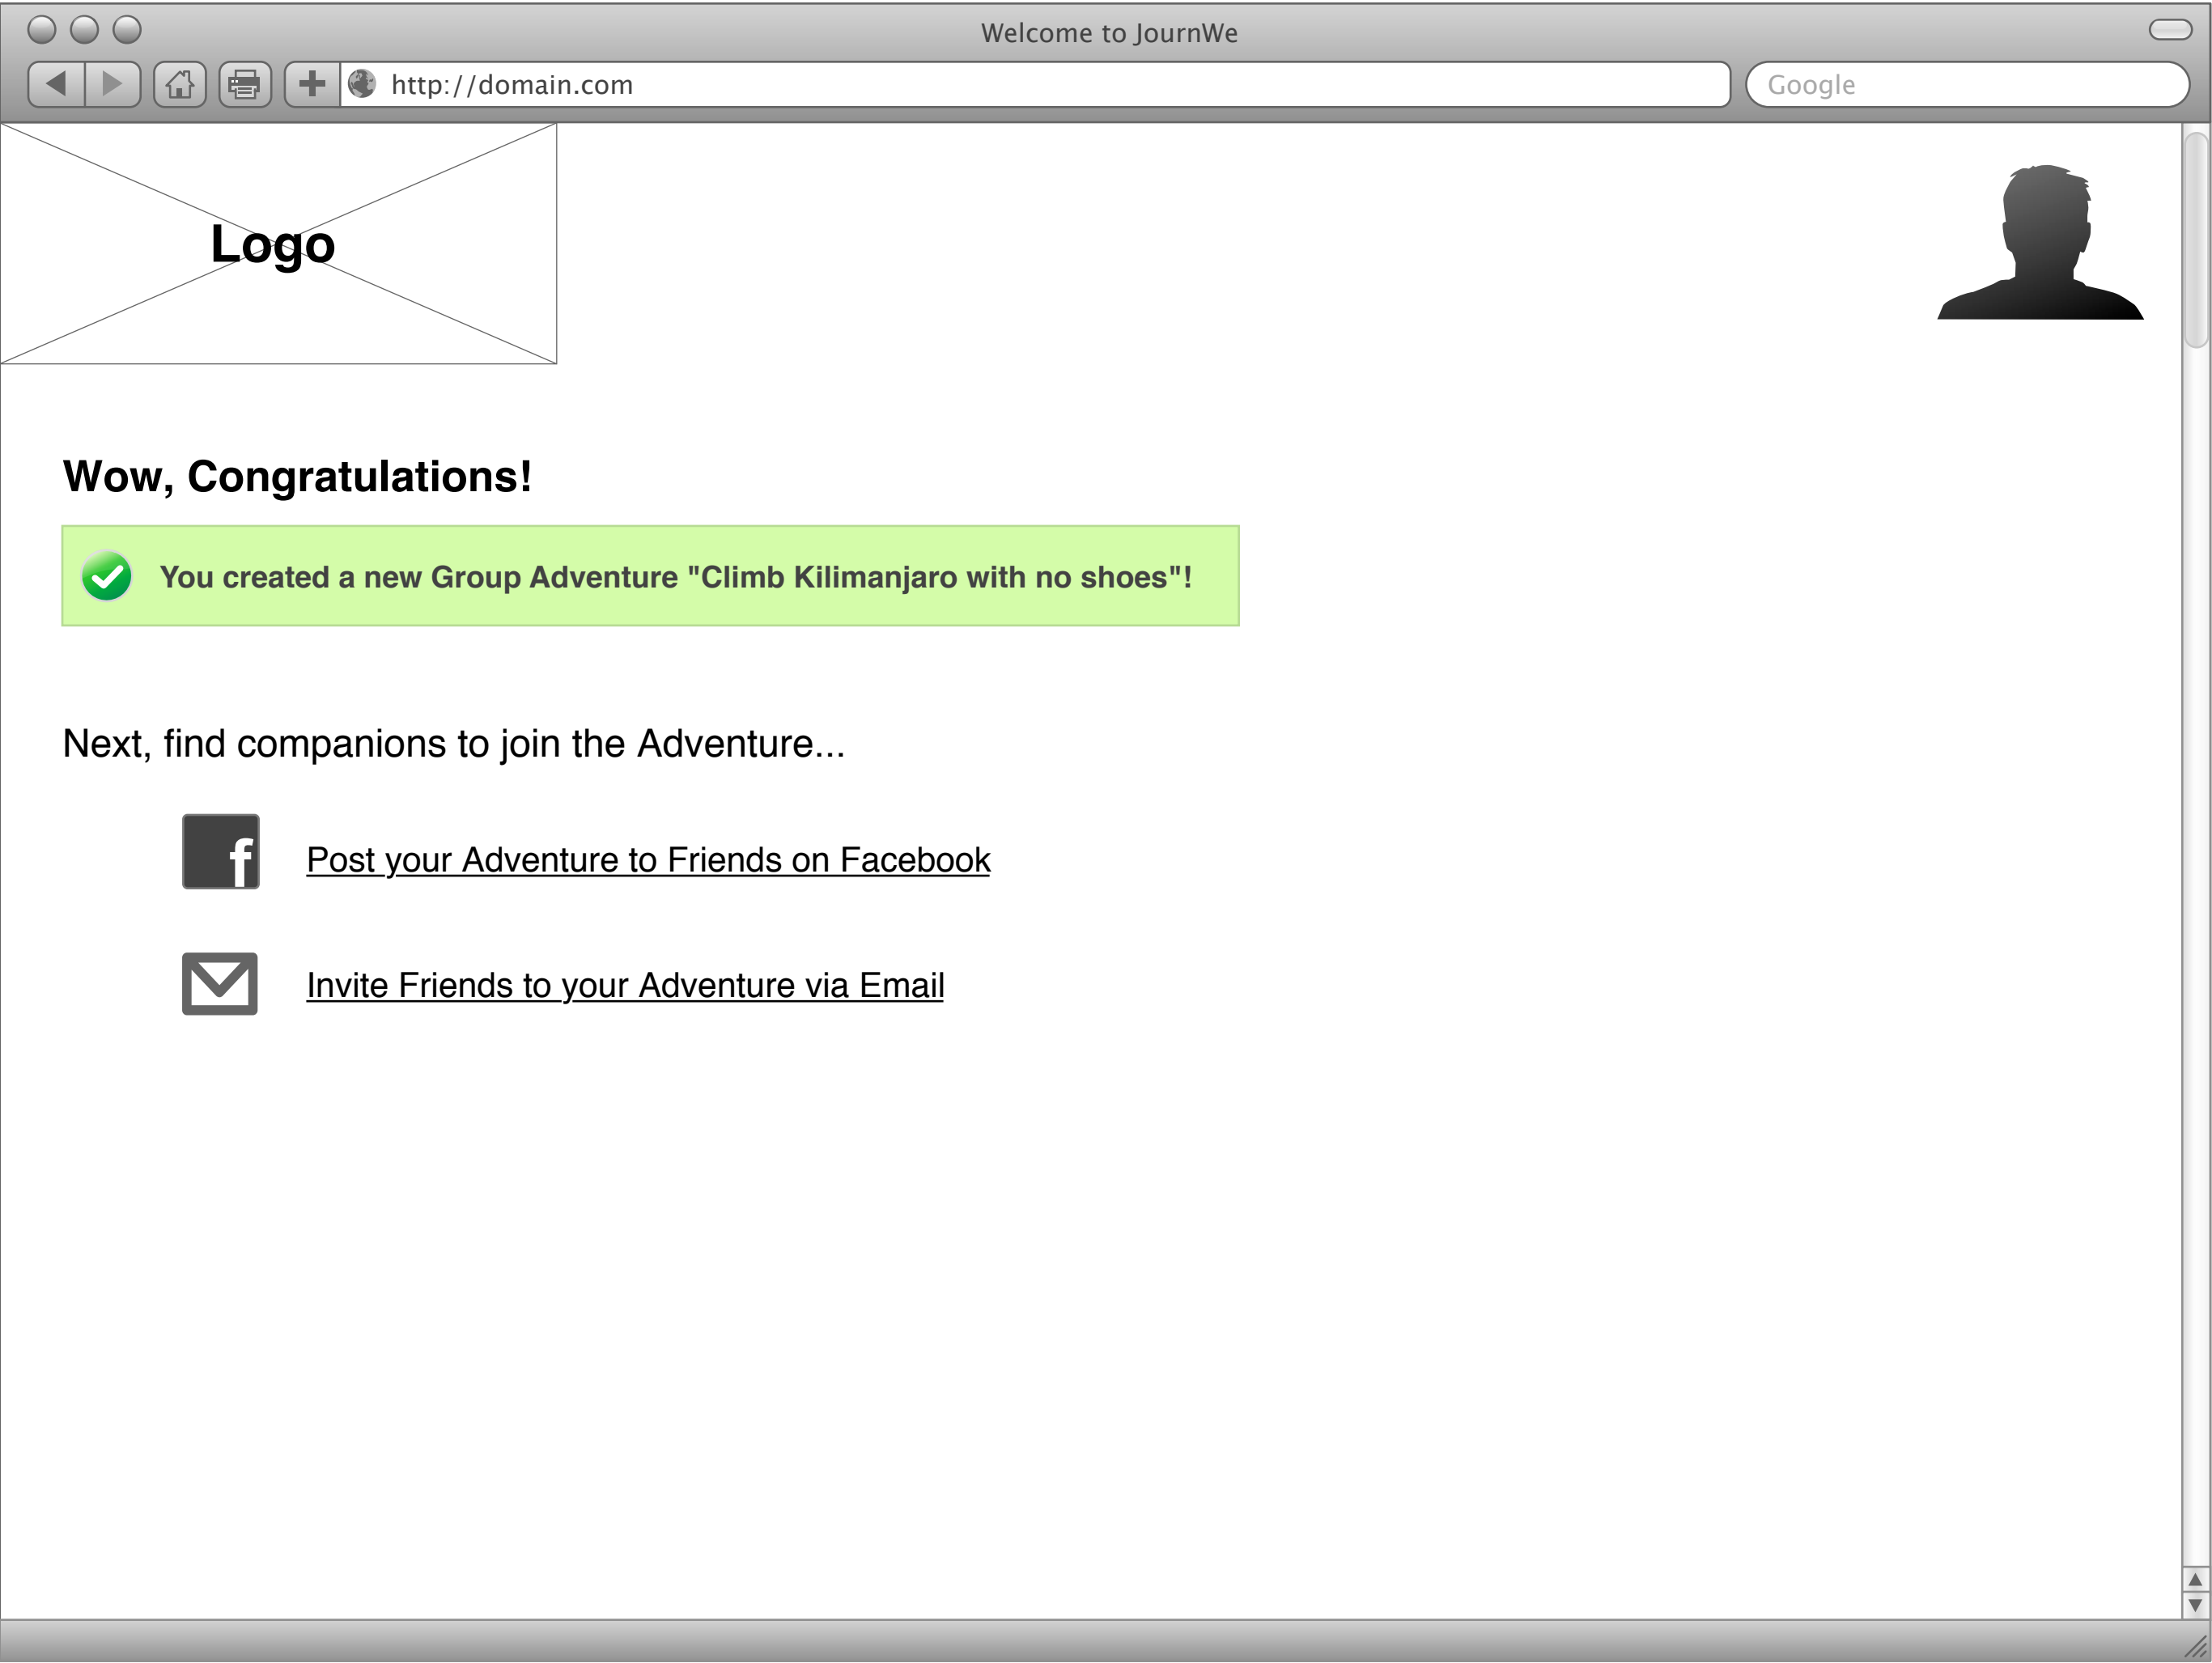 Welcome to JournWe
http://domain.com
Google
Logo
Wow, Congratulations!
You created a new Group Adventure "Climb Kilimanjaro with no shoes"!
Next, find companions to join the Adventure...
f
Post your Adventure to Friends on Facebook
Invite Friends to your Adventure via Email